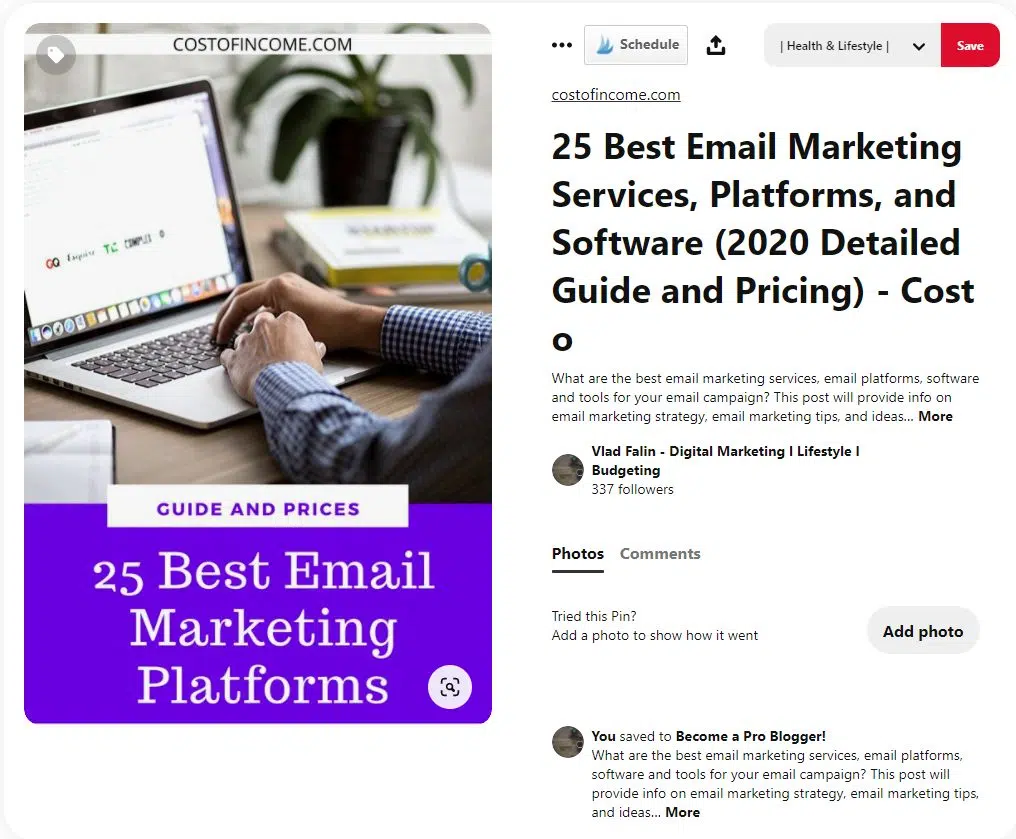 COSTOFINCOME.COM
GQ Esquire TC COMPLEX
STARTUP
GUIDE AND PRICES
25 Best Email
Marketing
Platforms
Schedule
| Health & Lifestyle |
Save
costofincome.com
25 Best Email Marketing
Services, Platforms, and
Software (2020 Detailed
Guide and Pricing) - Cost
o
What are the best email marketing services, email platforms, software
and tools for your email campaign? This post will provide info on
email marketing strategy, email marketing tips, and ideas... More
Vlad Falin - Digital Marketing l Lifestyle l
Budgeting
337 followers
Photos Comments
Tried this Pin?
Add a photo to show how it went
Add photo
You saved to Become a Pro Blogger!
What are the best email marketing services, email platforms,
software and tools for your email campaign? This post will
provide info on email marketing strategy, email marketing tips,
and ideas... More